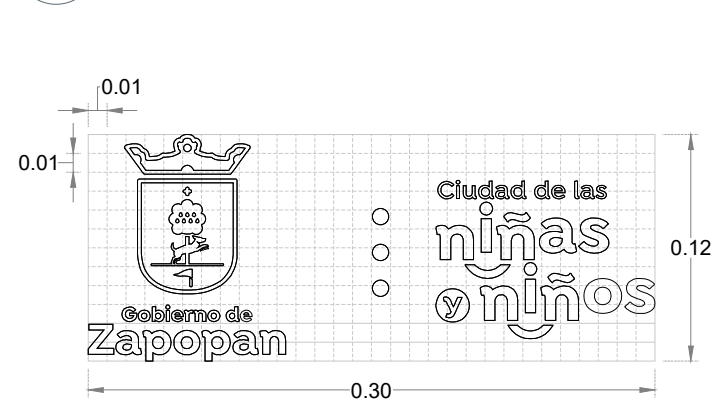 0.01
0.01
Ciudad de las
niñas
y niños
0.12
Gobierno de
Zapopan
0.30